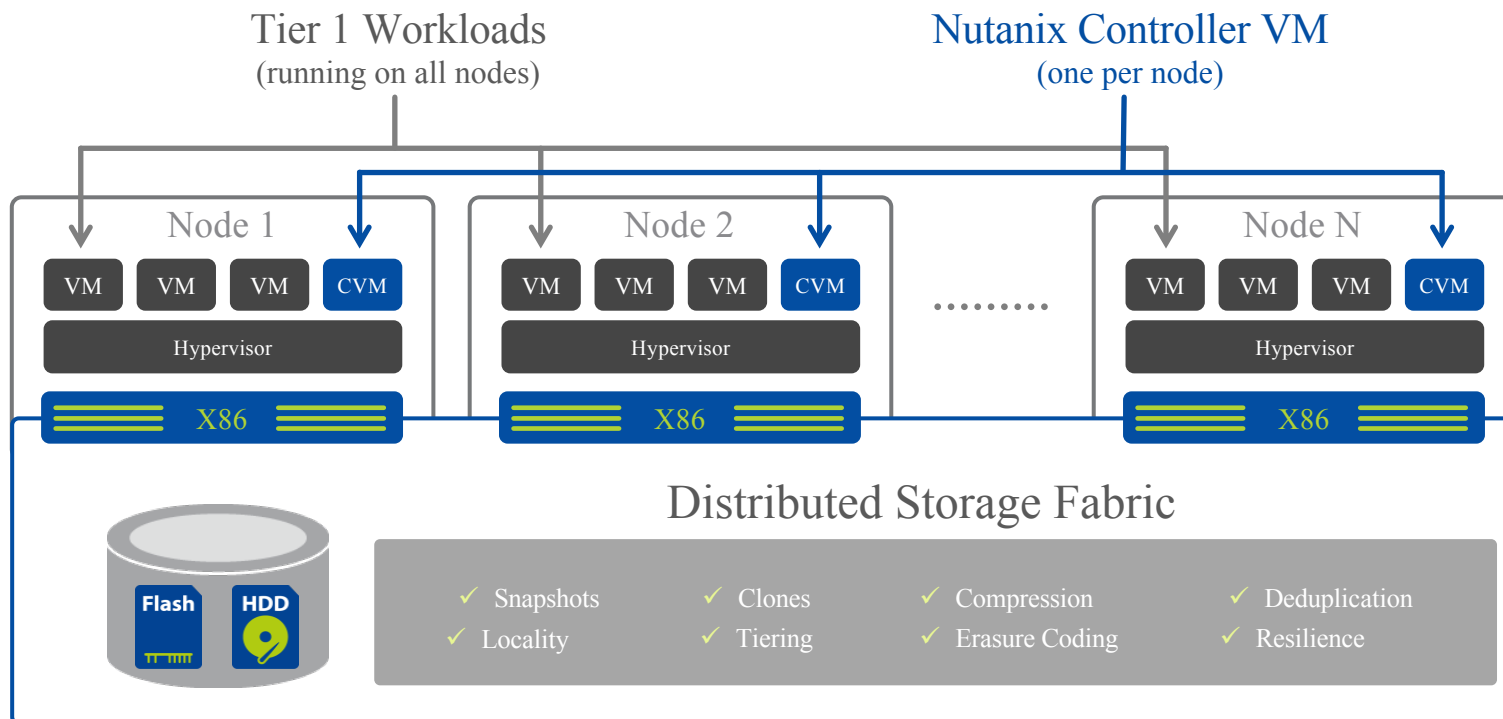 Tier 1 Workloads
(running on all nodes)
Nutanix Controller VM
(one per node)
Node 1
Node 2
Node N
VM VM VM CVM
VM VM VM CVM
VM VM VM CVM
Hypervisor
Hypervisor
Hypervisor
X86
X86
X86
Distributed Storage Fabric
Flash
HDD
Snapshots
Clones
Compression
Deduplication
Locality
Tiering
Erasure Coding
Resilience